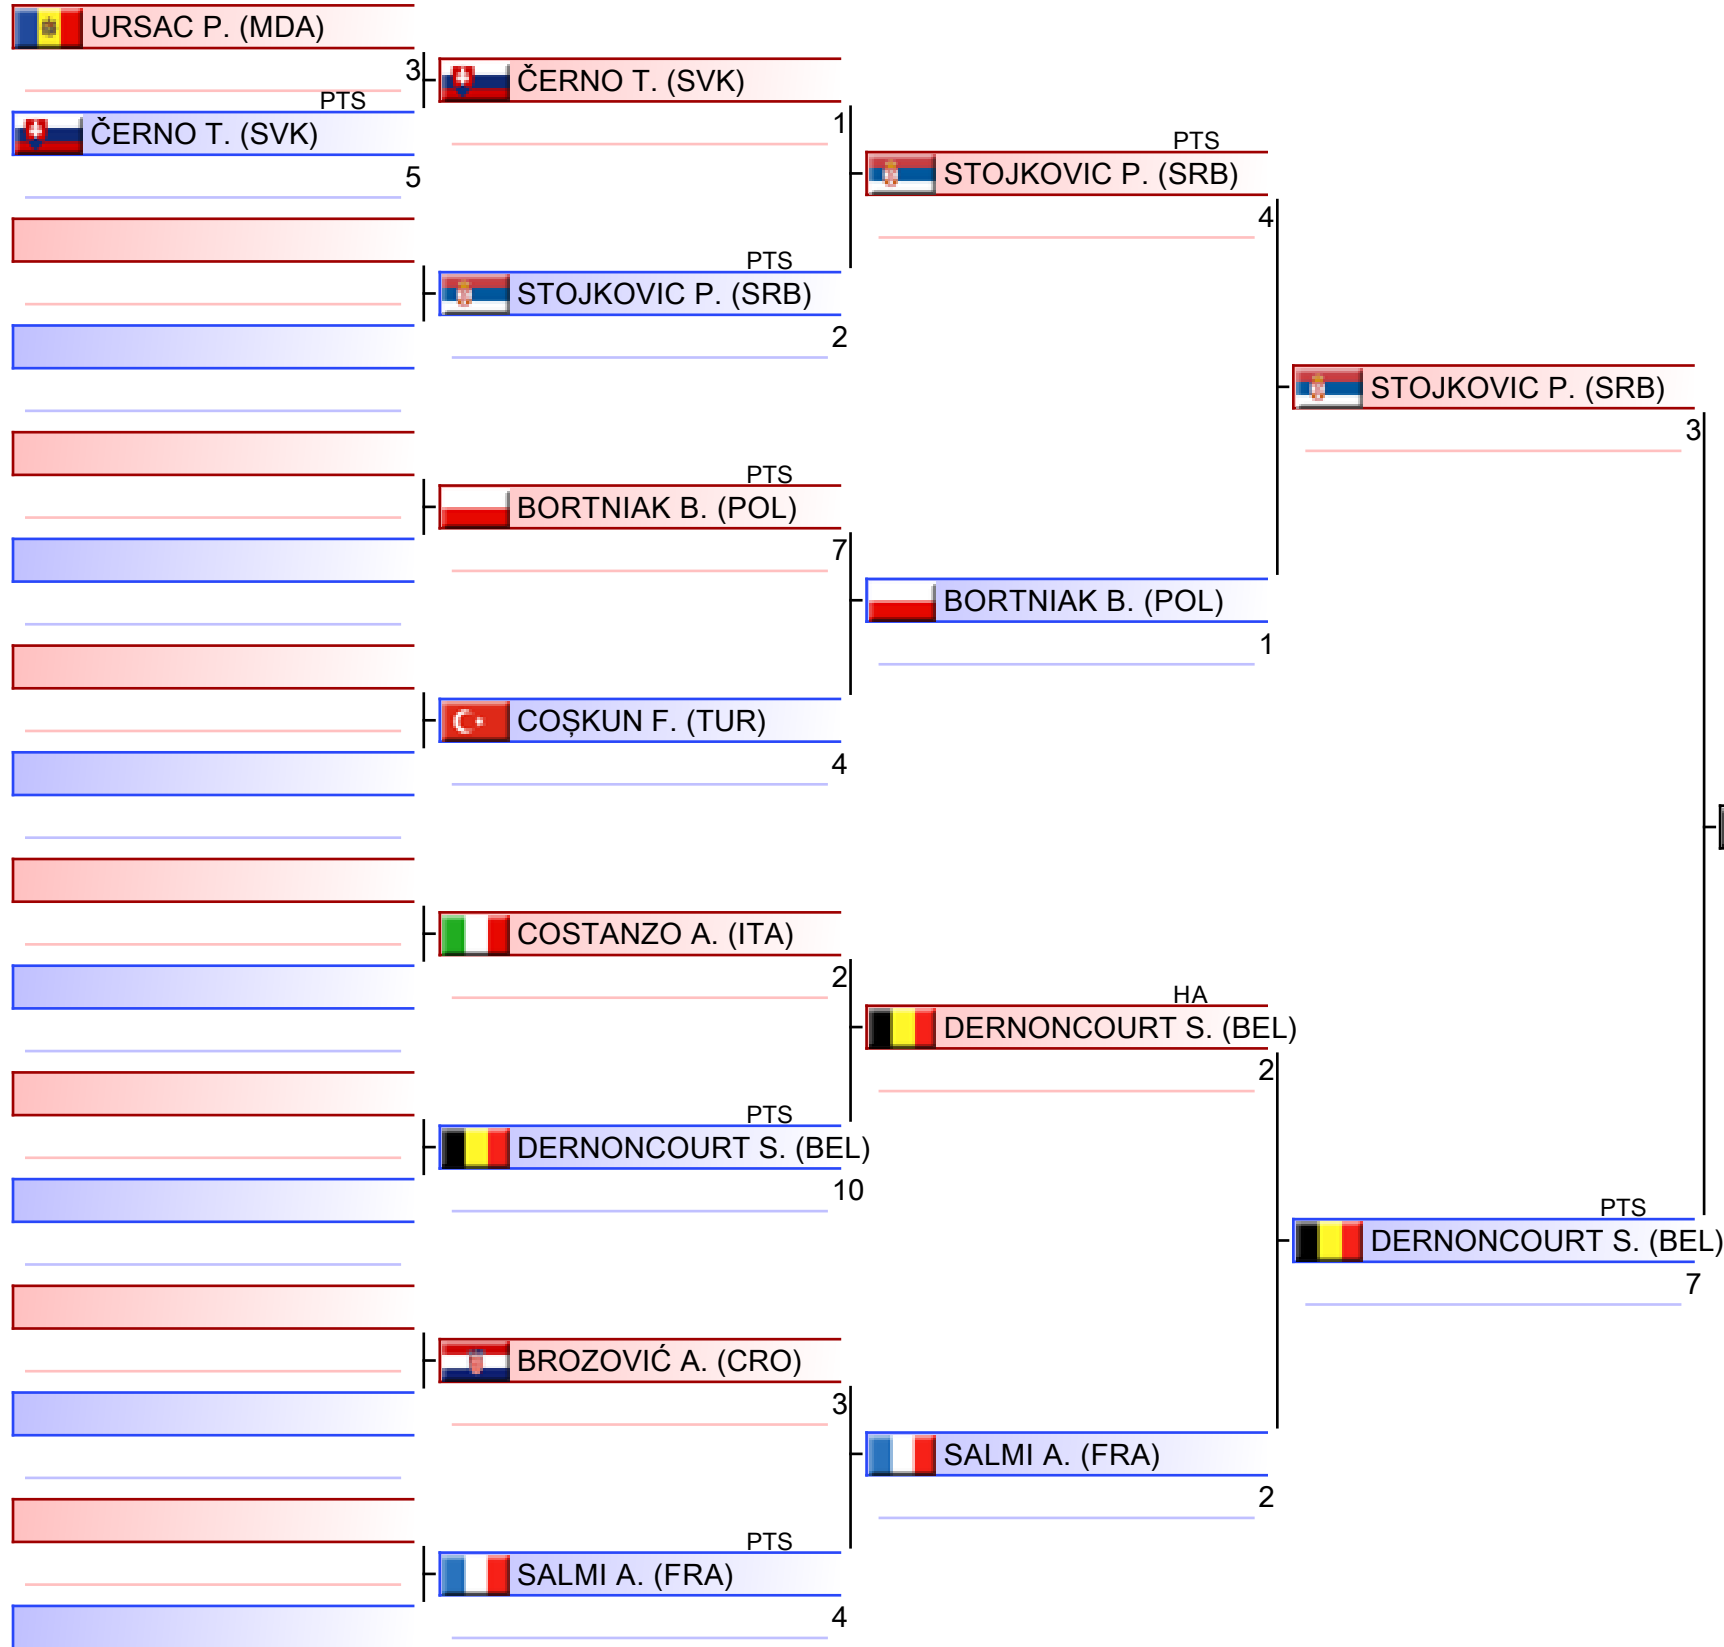 URSAC P. (MDA)
3
PTS
ČERNO T. (SVK)
5
ČERNO T. (SVK)
1
PTS
STOJKOVIC P. (SRB)
2
PTS
BORTNIAK B. (POL)
7
COŞKUN F. (TUR)
4
COSTANZO A. (ITA)
2
PTS
DERNONCOURT S. (BEL)
10
BROZOVIĆ A. (CRO)
3
PTS
SALMI A. (FRA)
4
PTS
STOJKOVIC P. (SRB)
4
BORTNIAK B. (POL)
1
HA
DERNONCOURT S. (BEL)
2
SALMI A. (FRA)
2
STOJKOVIC P. (SRB)
3
PTS
DERNONCOURT S. (BEL)
7